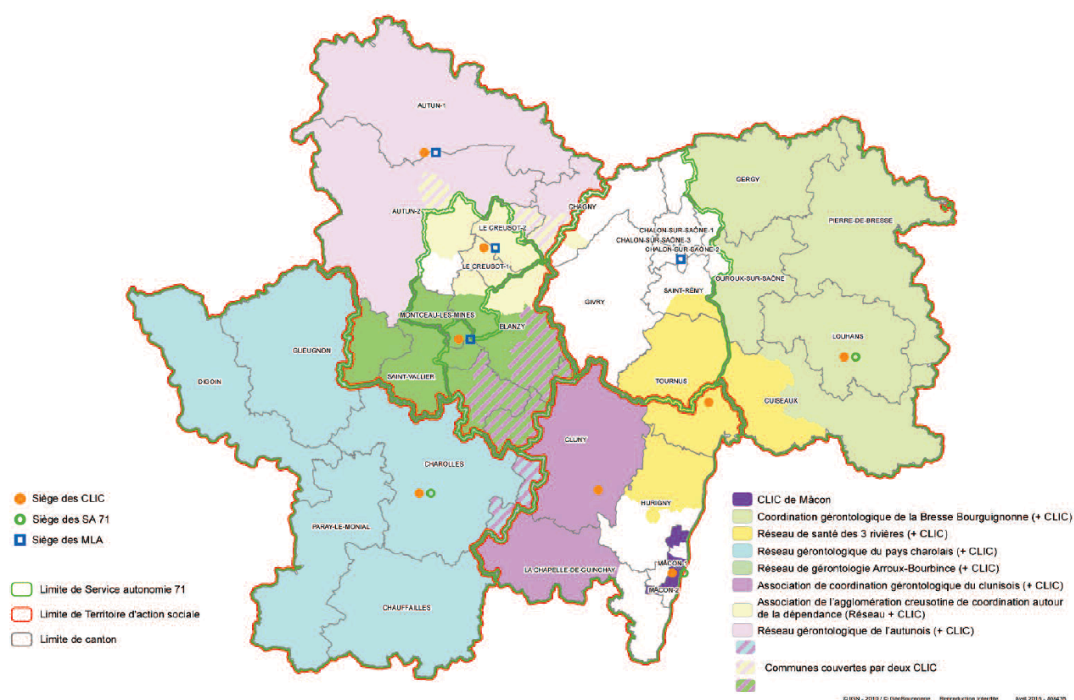 AUTUN-1
AUTUN-2
CHAGNY
LE CREUSOT-2
LE CREUSOT-1
GERGY
PIERRE-DE-BRESSE
CHALON-SUR-SAÔNE-1
CHALON-SUR-SAÔNE-3
CHALON-SUR-SAÔNE-2
OUROUX-SUR-SAÔNE
SAINT-RÉMY
GIVRY
MONTCEAU-LES-MINES
BLANZY
LOUHANS
GUEUGNON
SAINT-VALLIER
DIGOIN
TOURNUS
CUISEAUX
CLUNY
CHAROLLES
HURIGNY
PARAY-LE-MONIAL
LA CHAPELLE-DE-GUINCHAY
MÂCON-1
MÂCON-2
CHAUFFAILLES
Siège des CLIC
Siège des SA 71
Siège des MLA
Limite de Service autonomie 71
Limite de Territoire d'action sociale
Limite de canton
CLIC de Mâcon
Coordination gérontologique de la Bresse Bourguignonne (+ CLIC)
Réseau de santé des 3 rivières (+ CLIC)
Réseau gérontologique du pays charolais (+ CLIC)
Réseau de gérontologie Arroux-Bourbince (+ CLIC)
Association de coordination gérontologique du clunisois (+ CLIC)
Association de l'agglomération creusotine de coordination autour
de la dépendance (Réseau + CLIC)
Réseau gérontologique de l'autunois (+ CLIC)
Communes couvertes par deux CLIC
Reproduction interdite